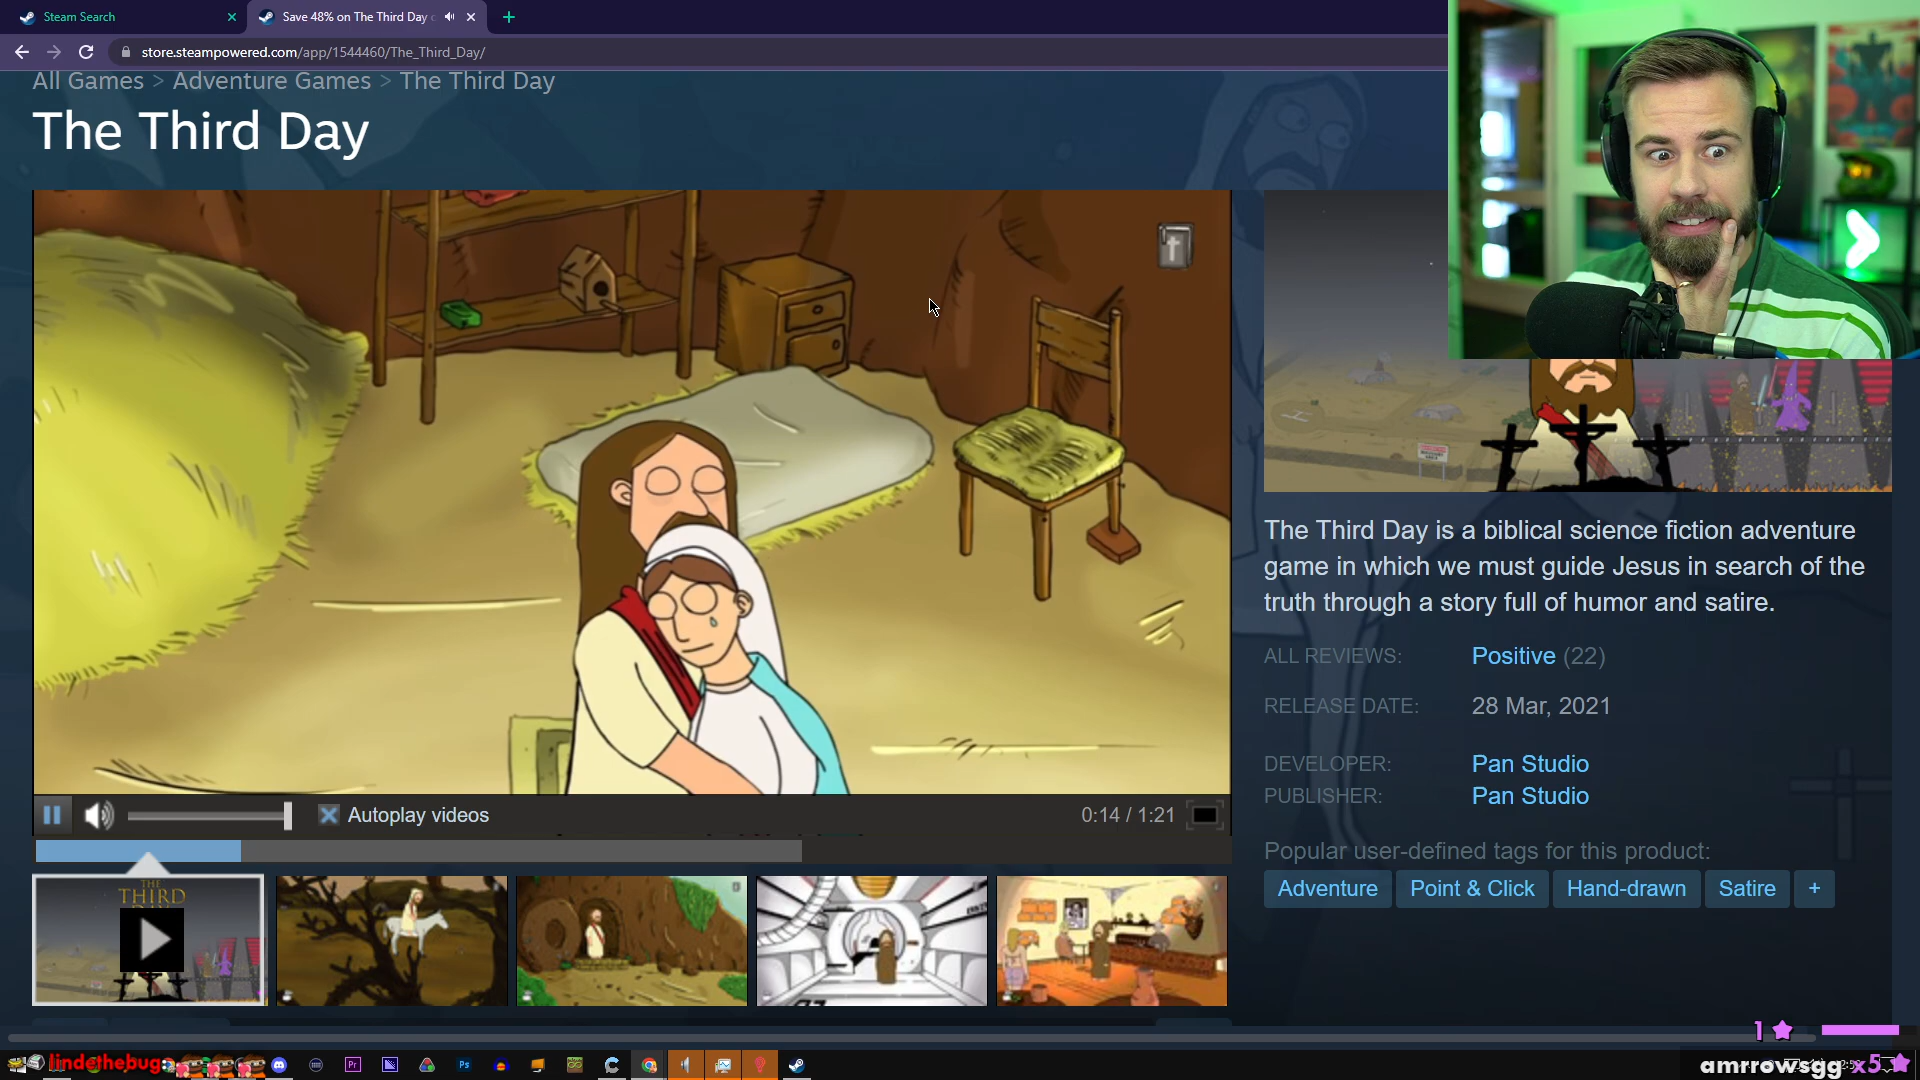 Steam Search
Save 48% on The Third Day o
store.steampowered.com/app/1544460/The_Third_Day/
All Games > Adventure Games > The Third Day
The Third Day
The Third Day is a biblical science fiction adventure
game in which we must guide Jesus in search of the
truth through a story full of humor and satire.
ALL REVIEWS: Positive (22)
RELEASE DATE: 28 Mar, 2021
DEVELOPER: Pan Studio
PUBLISHER: Pan Studio
Popular user-defined tags for this product:
Adventure Point & Click Hand-drawn Satire +
Autoplay videos 0:14 / 1:21
THE
THIRD
1
lindethebug
Pr
Ps
amrrowsgg x5